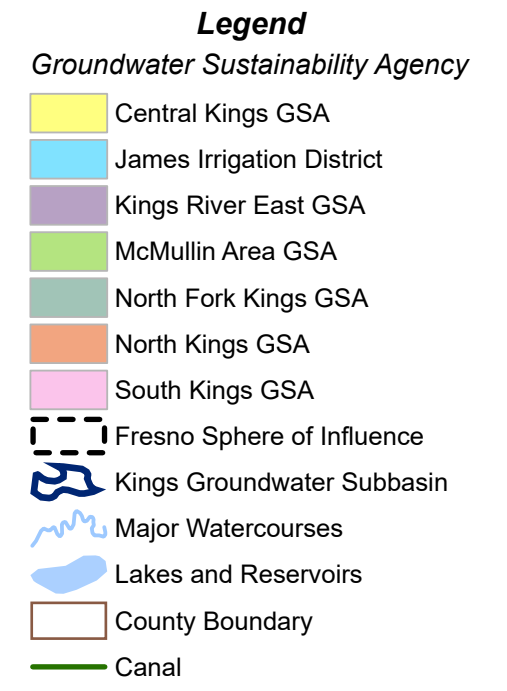 Legend
Groundwater Sustainability Agency
Central Kings GSA
James Irrigation District
Kings River East GSA
McMullin Area GSA
North Fork Kings GSA
North Kings GSA
South Kings GSA
Fresno Sphere of Influence
Kings Groundwater Subbasin
Major Watercourses
Lakes and Reservoirs
County Boundary
Canal